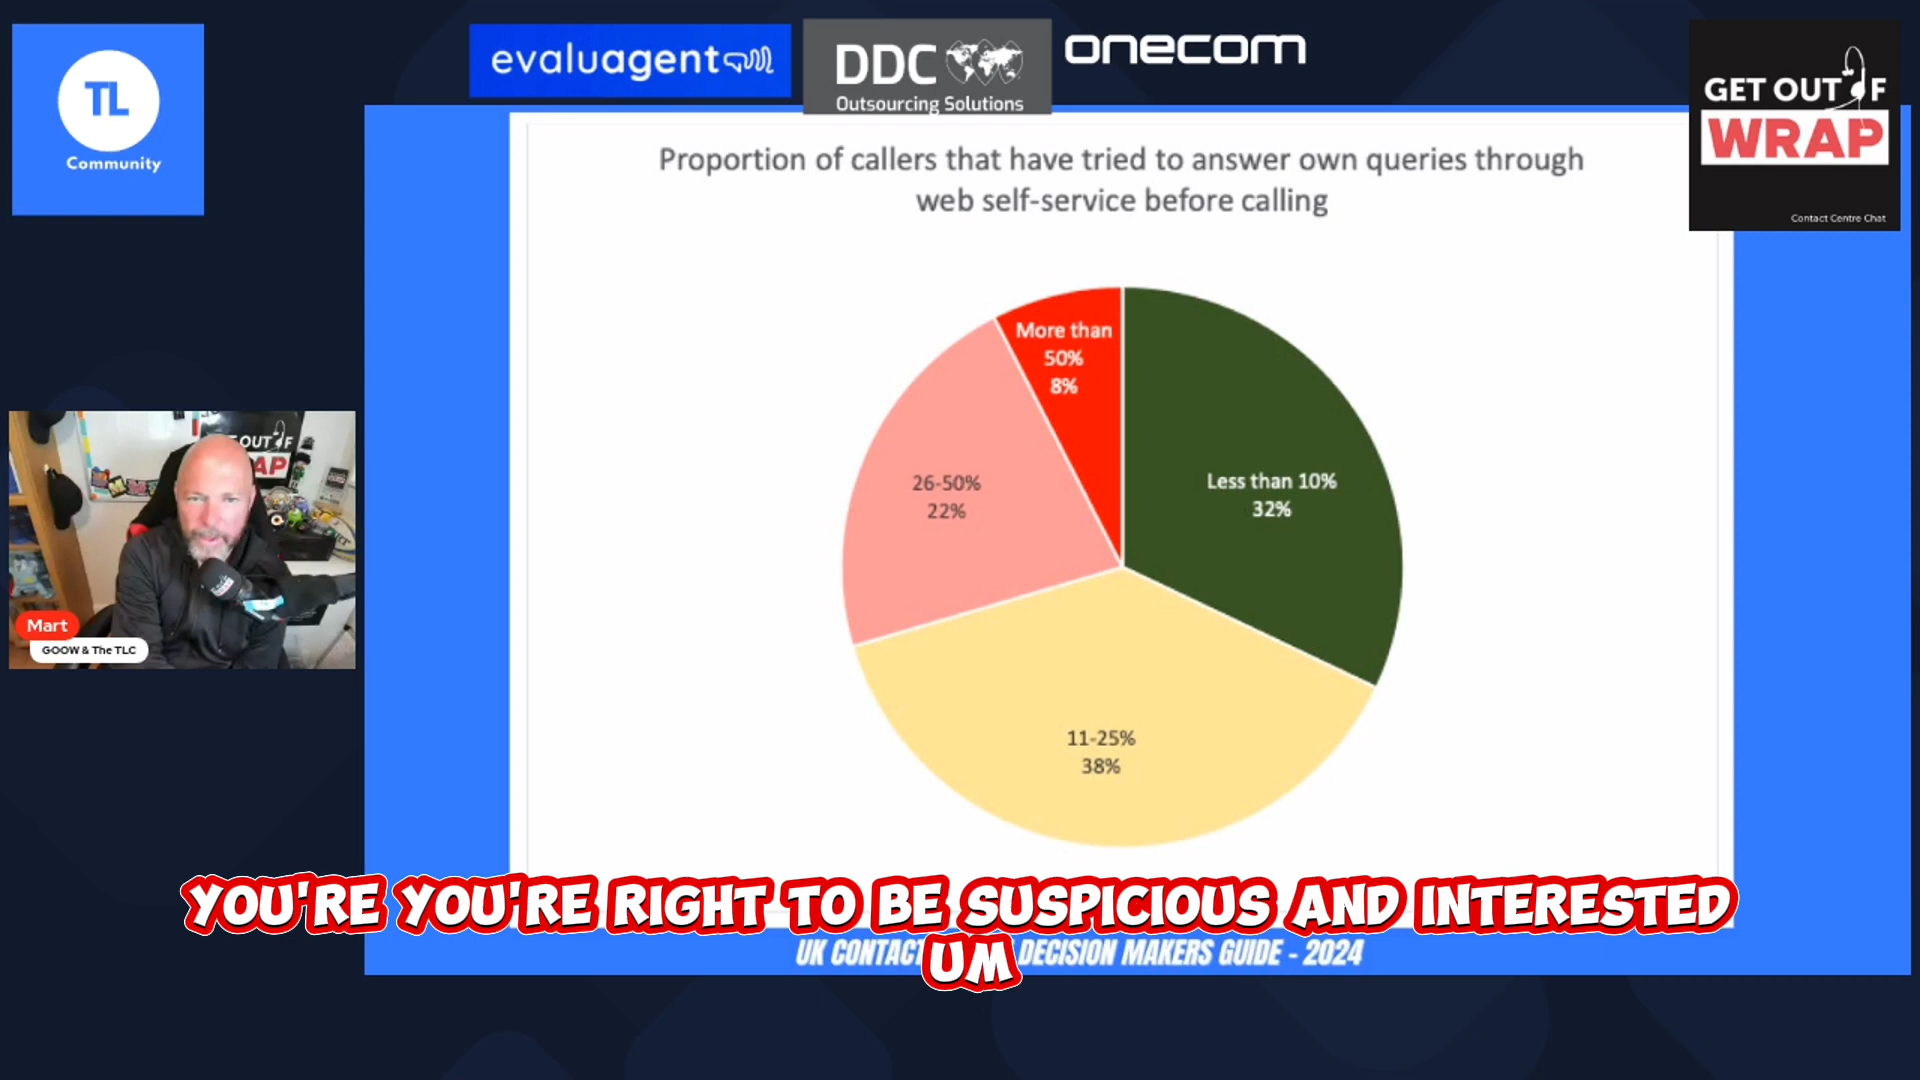 TL
Community
evaluagent
DDC
Outsourcing Solutions
onecom
GET OUT OF
WRAP
Contact Centre Chat
Proportion of callers that have tried to answer own queries through
web self-service before calling
More than
50%
8%
Less than 10%
32%
26-50%
22%
11-25%
38%
OUT OF
AP
Mart
GOOW & The TLC
YOU'RE YOU'RE RIGHT TO BE SUSPICIOUS AND INTERESTED
UM
UK CONTACT DECISION MAKERS GUIDE - 2024